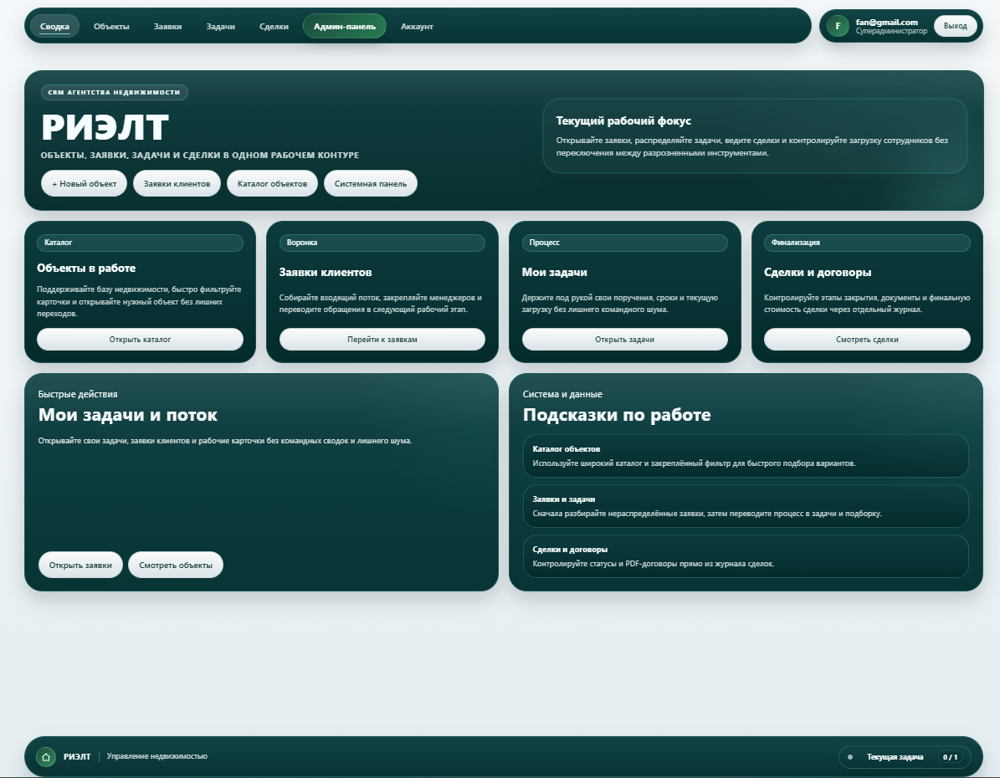 Сводка Объекты Заявки Задачи Сделки Админ-панель Аккаунт
F fan@gmail.com
Суперадминистратор
Выход
CRM АГЕНТСТВА НЕДВИЖИМОСТИ
РИЭЛТ
ОБЪЕКТЫ, ЗАЯВКИ, ЗАДАЧИ И СДЕЛКИ В ОДНОМ РАБОЧЕМ КОНТУРЕ
+ Новый объект Заявки клиентов Каталог объектов Системная панель
Текущий рабочий фокус
Открывайте заявки, распределяйте задачи, ведите сделки и контролируйте загрузку сотрудников без
переключения между разрозненными инструментами.
Каталог
Объекты в работе
Поддерживайте базу недвижимости, быстро фильтруйте
карточки и открывайте нужный объект без лишних
переходов.
Открыть каталог
Воронка
Заявки клиентов
Собирайте входящий поток, закрепляйте менеджеров и
переводите обращения в следующий рабочий этап.
Перейти к заявкам
Процесс
Мои задачи
Держите под рукой свои поручения, сроки и текущую
загрузку без лишнего командного шума.
Открыть задачи
Финализация
Сделки и договоры
Контролируйте этапы закрытия, документы и финальную
стоимость сделки через отдельный журнал.
Смотреть сделки
Быстрые действия
Мои задачи и поток
Открывайте свои задачи, заявки клиентов и рабочие карточки без командных сводок и лишнего шума.
Открыть заявки Смотреть объекты
Система и данные
Подсказки по работе
Каталог объектов
Используйте широкий каталог и закреплённый фильтр для быстрого подбора вариантов.
Заявки и задачи
Сначала разбирайте нераспределённые заявки, затем переводите процесс в задачи и подборку.
Сделки и договоры
Контролируйте статусы и PDF-договоры прямо из журнала сделок.
РИЭЛТ Управление недвижимостью
Текущая задача 0 / 1